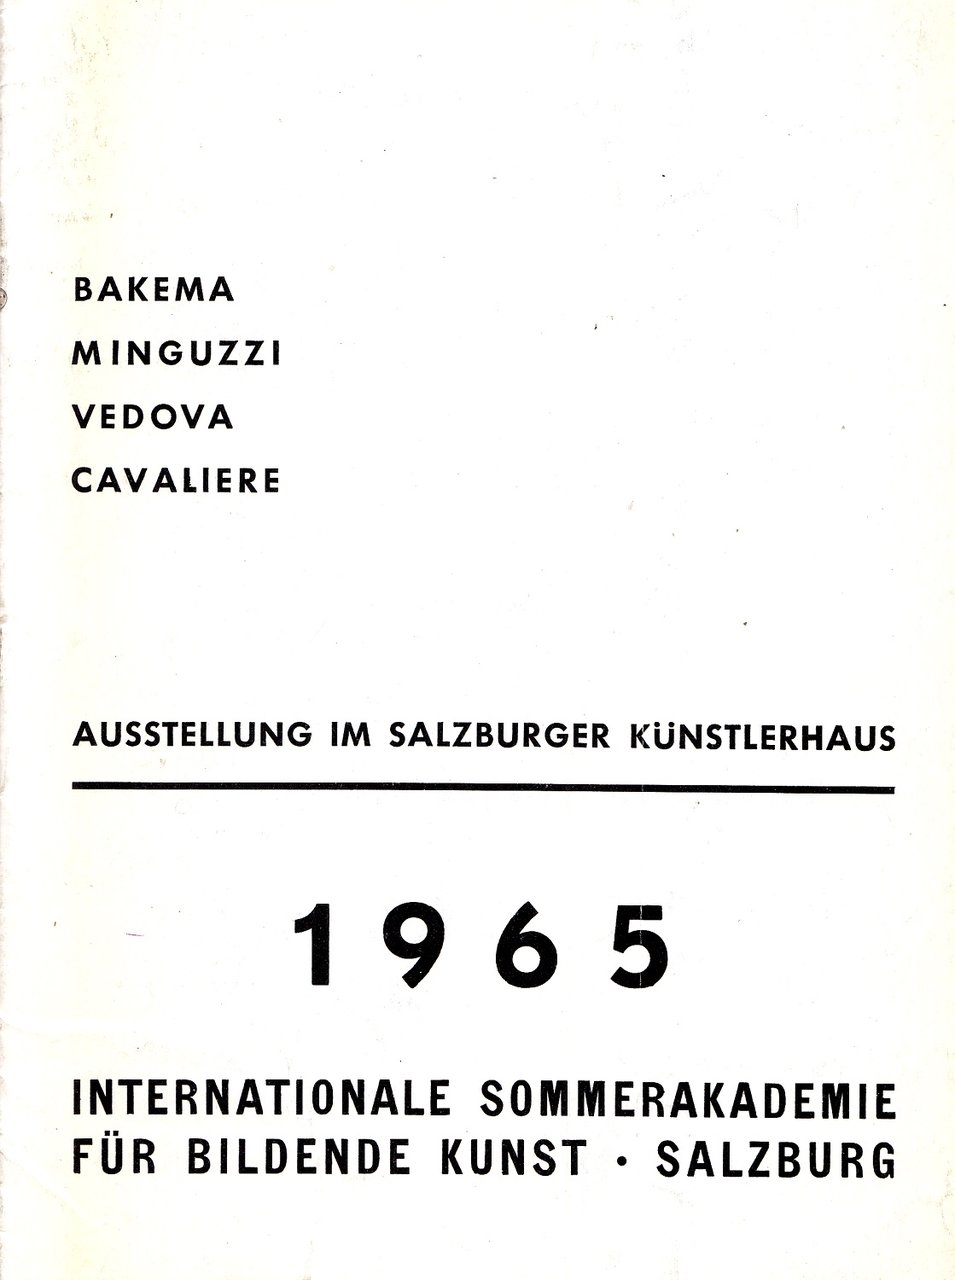 BAKEMA
MINGUZZI
VEDOVA
CAVALIERE
AUSSTELLUNG IM SALZBURGER KÜNSTLERHAUS
1965
INTERNATIONALE SOMMERAKADEMIE
FÜR BILDENDE KUNST · SALZBURG